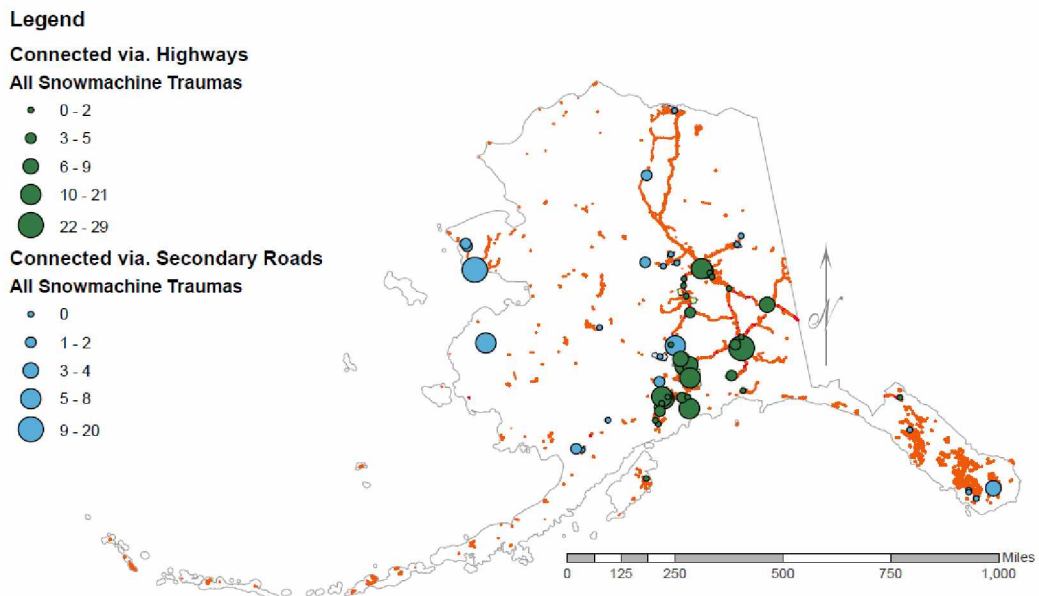 Legend
Connected via. Highways
All Snowmachine Traumas
0 - 2
3 - 5
6 - 9
10 - 21
22 - 29
Connected via. Secondary Roads
All Snowmachine Traumas
0
1 - 2
3 - 4
5 - 8
9 - 20
N
Miles
0 125 250 500 750 1,000